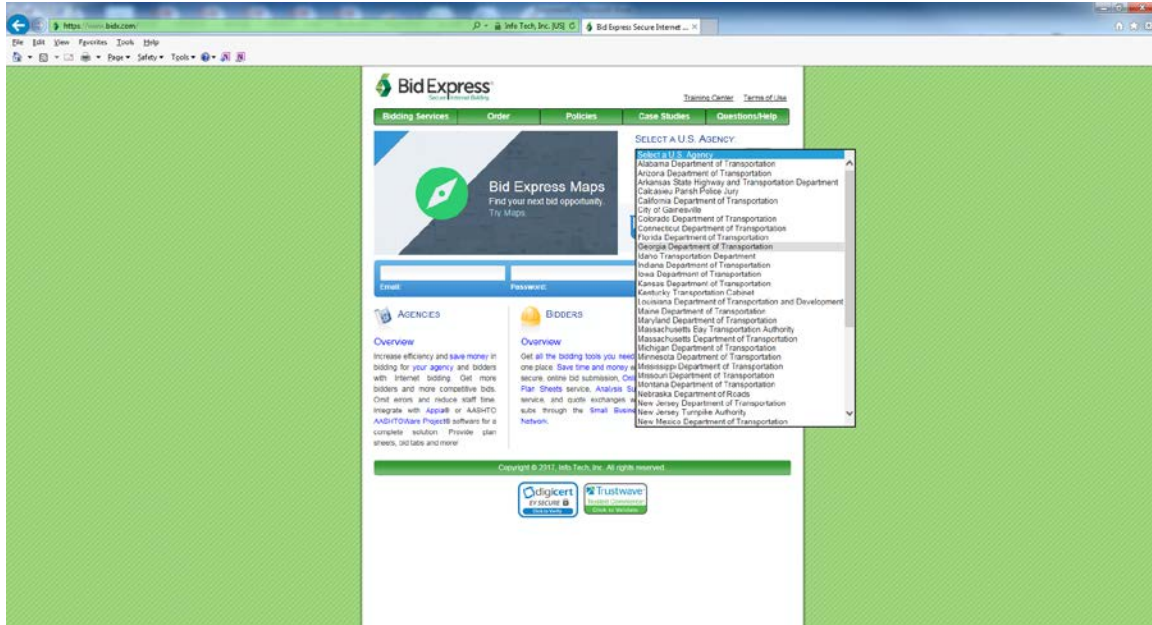 https://www.bidx.com/
Info Tech, Inc. [US]
Bid Express Secure Internet ...
File Edit View Favorites Tools Help
Page Safety Tools
Bid Express
Secure Internet Bidding
Training Center Terms of Use
Bidding Services Order Policies Case Studies Questions/Help
SELECT A U.S. AGENCY
Select a U.S. Agency
Alabama Department of Transportation
Arizona Department of Transportation
Arkansas State Highway and Transportation Department
Calcasieu Parish Police Jury
California Department of Transportation
City of Gainesville
Colorado Department of Transportation
Connecticut Department of Transportation
Florida Department of Transportation
Georgia Department of Transportation
Idaho Transportation Department
Indiana Department of Transportation
Iowa Department of Transportation
Kansas Department of Transportation
Kentucky Transportation Cabinet
Louisiana Department of Transportation and Development
Maine Department of Transportation
Maryland Department of Transportation
Massachusetts Bay Transportation Authority
Massachusetts Department of Transportation
Michigan Department of Transportation
Minnesota Department of Transportation
Mississippi Department of Transportation
Missouri Department of Transportation
Montana Department of Transportation
Nebraska Department of Roads
New Jersey Department of Transportation
New Jersey Turnpike Authority
New Mexico Department of Transportation
Bid Express Maps
Find your next bid opportunity.
Try Maps
Email: Password:
AGENCIES
Overview
Increase efficiency and save money in
bidding for your agency and bidders
with Internet bidding. Get more
bidders and more competitive bids.
Omit errors and reduce staff time.
Integrate with Appia® or AASHTO
AASHTOWare Project® software for a
complete solution. Provide plan
sheets, bid tabs and more!
BIDDERS
Overview
Get all the bidding tools you need
one place. Save time and money
secure, online bid submission,
Plan Sheets service, Analysis
service, and quote exchanges
subs through the Small
Network.
Copyright © 2017, Info Tech, Inc. All rights reserved.
digicert
EV SECURE
Click to Verify
Trustwave
Trusted Commerce
Click to Validate